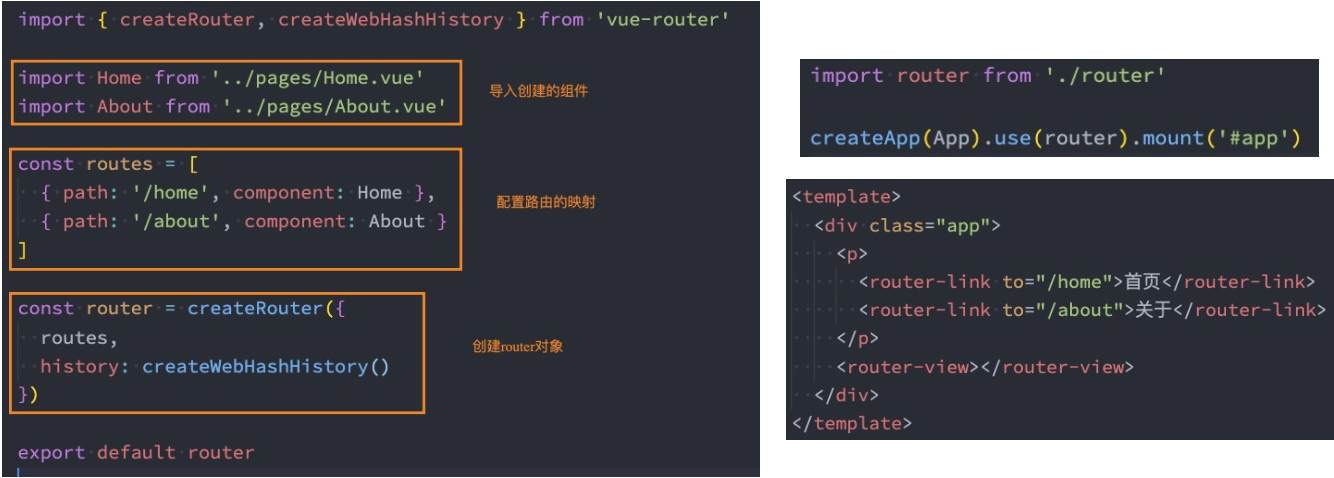 import { createRouter, createWebHashHistory } from 'vue-router'
import Home from '../pages/Home.vue'
import About from '../pages/About.vue'
导入创建的组件
const routes = [
  { path: '/home', component: Home },
  { path: '/about', component: About }
]
配置路由的映射
const router = createRouter({
  routes,
  history: createWebHashHistory()
})
创建router对象
export default router
import router from './router'
createApp(App).use(router).mount('#app')
<template>
  <div class="app">
    <p>
      <router-link to="/home">首页</router-link>
      <router-link to="/about">关于</router-link>
    </p>
    <router-view></router-view>
  </div>
</template>